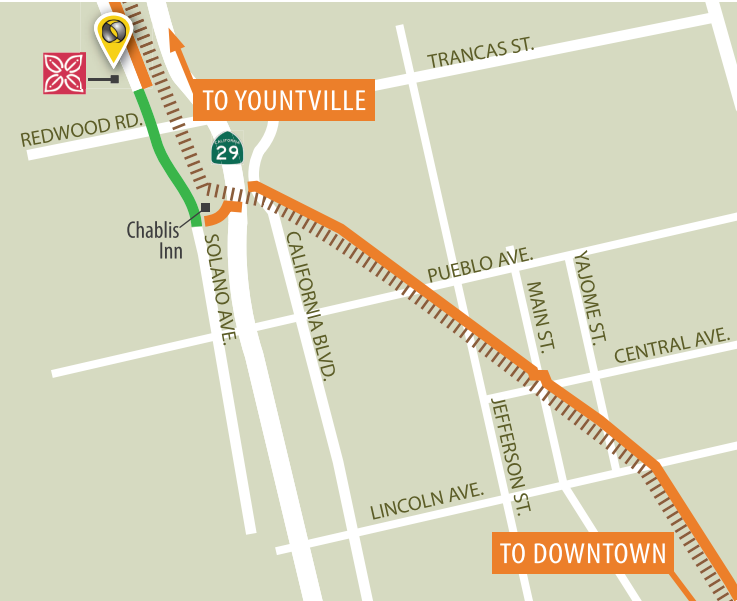 TRANCAS ST.
TO YOUNTVILLE
REDWOOD RD.
CALIFORNIA
29
Chablis
Inn
SOLANO AVE.
CALIFORNIA BLVD.
PUEBLO AVE.
MAIN ST.
YAJOME ST.
CENTRAL AVE.
JEFFERSON ST.
LINCOLN AVE.
TO DOWNTOWN